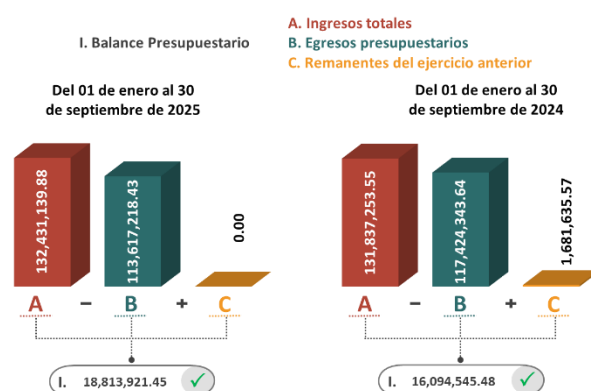 I. Balance Presupuestario
A. Ingresos totales
B. Egresos presupuestarios
C. Remanentes del ejercicio anterior
Del 01 de enero al 30
de septiembre de 2025
132,431,139.88
113,617,218.43
0.00
A – B + C
I. 18,813,921.45 ✓
Del 01 de enero al 30
de septiembre de 2024
131,837,253.55
117,424,343.64
1,681,635.57
A – B + C
I. 16,094,545.48 ✓